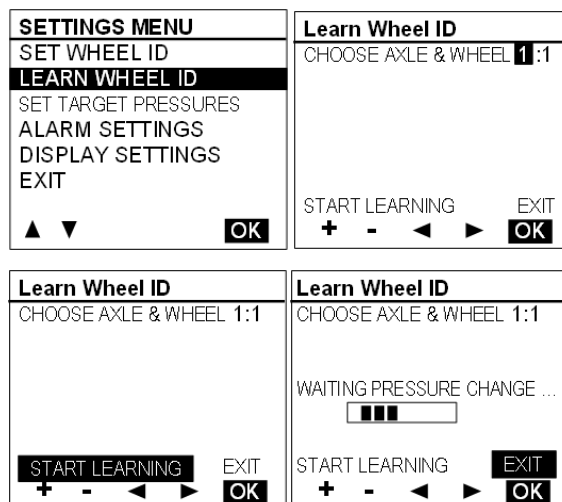 SETTINGS MENU
SET WHEEL ID
LEARN WHEEL ID
SET TARGET PRESSURES
ALARM SETTINGS
DISPLAY SETTINGS
EXIT
▲ ▼ OK
Learn Wheel ID
CHOOSE AXLE & WHEEL 1:1
START LEARNING EXIT
+ - ◄ ► OK
Learn Wheel ID
CHOOSE AXLE & WHEEL 1:1
START LEARNING EXIT
+ - ◄ ► OK
Learn Wheel ID
CHOOSE AXLE & WHEEL 1:1
WAITING PRESSURE CHANGE ...
START LEARNING EXIT
+ - ◄ ► OK